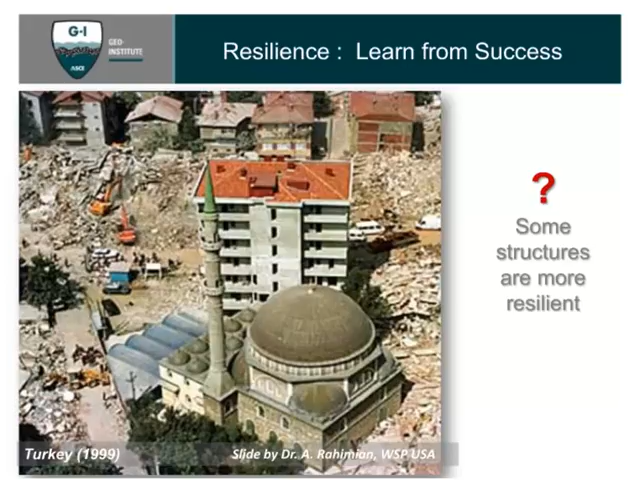 G-I
ASCE
GEO-
INSTITUTE
Resilience : Learn from Success
?
Some
structures
are more
resilient
Turkey (1999)
Slide by Dr. A. Rahimian, WSP USA